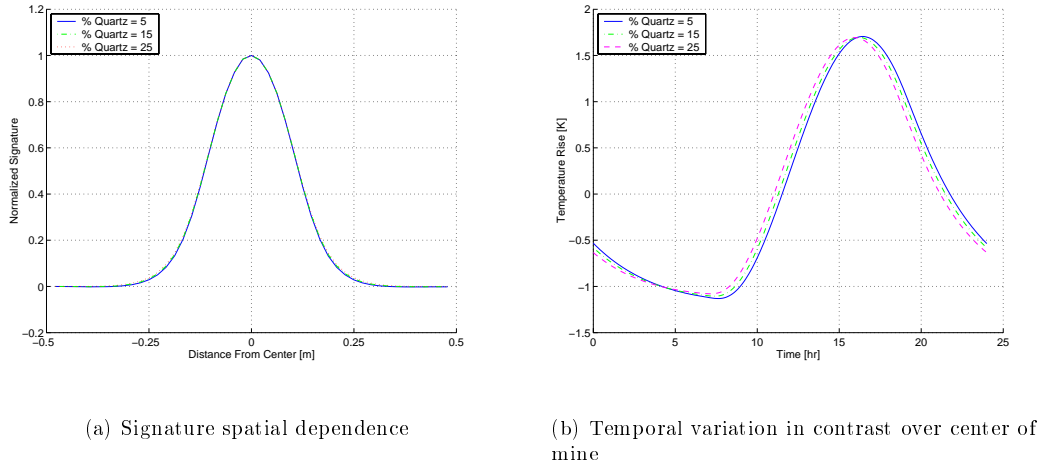 1.2
1
0.8
0.6
0.4
0.2
0
−0.2
−0.5
−0.25
0
0.25
0.5
Normalized Signature
Distance From Center [m]
% Quartz = 5
% Quartz = 15
% Quartz = 25
(a) Signature spatial dependence
2
1.5
1
0.5
0
−0.5
−1
−1.5
0
5
10
15
20
25
Temperature Rise [K]
Time [hr]
% Quartz = 5
% Quartz = 15
% Quartz = 25
(b) Temporal variation in contrast over center of
mine